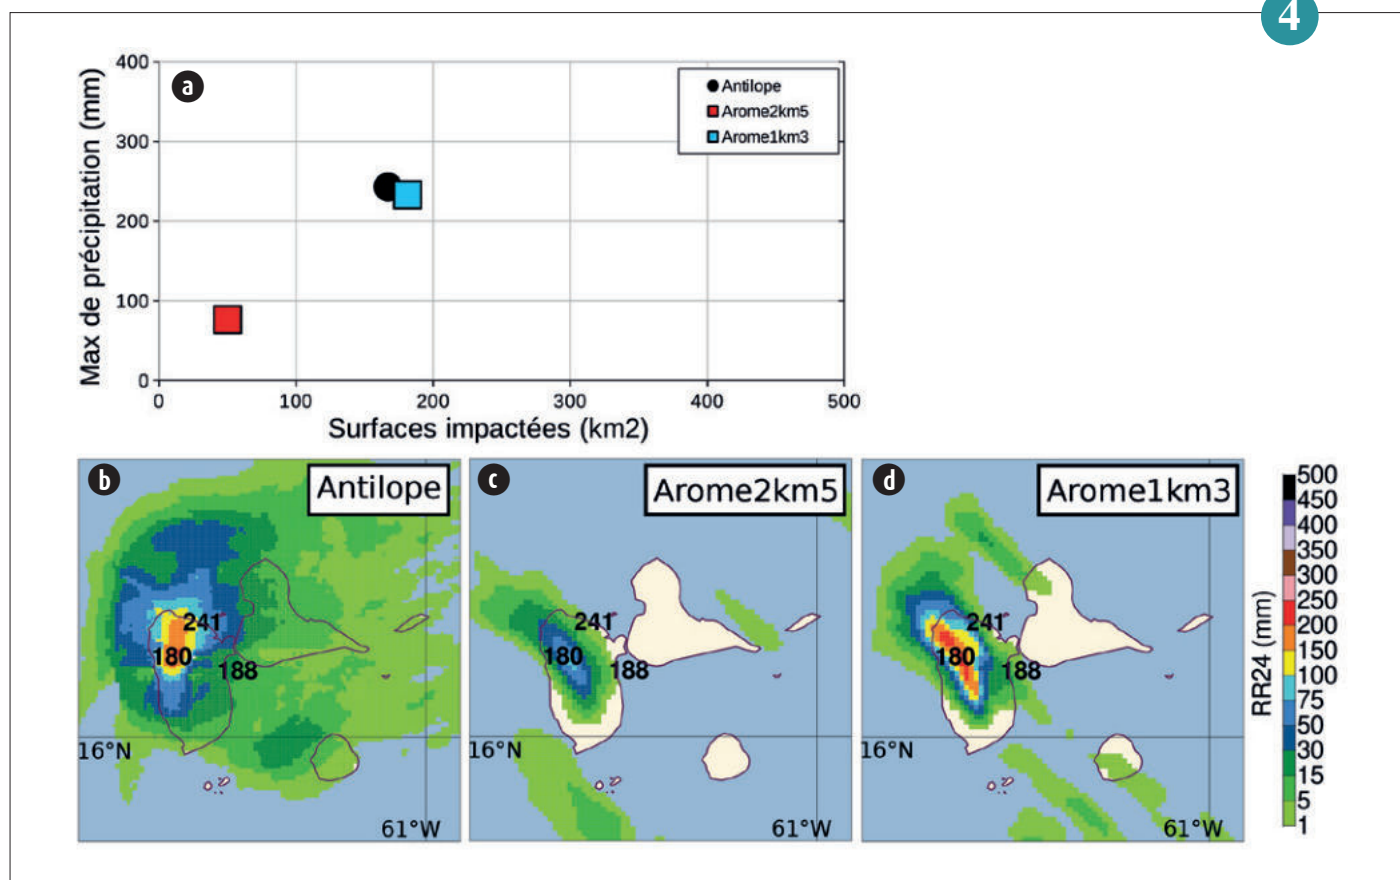 4
a
Max de précipitation (mm)
400
300
200
100
0
0 100 200 300 400 500
Surfaces impactées (km2)
Antilope
Arome2km5
Arome1km3
b
Antilope
241
180
188
16°N
61°W
c
Arome2km5
241
180
188
16°N
61°W
d
Arome1km3
241
180
188
16°N
61°W
RR24 (mm)
500
450
400
350
300
250
200
150
100
75
50
30
15
5
1